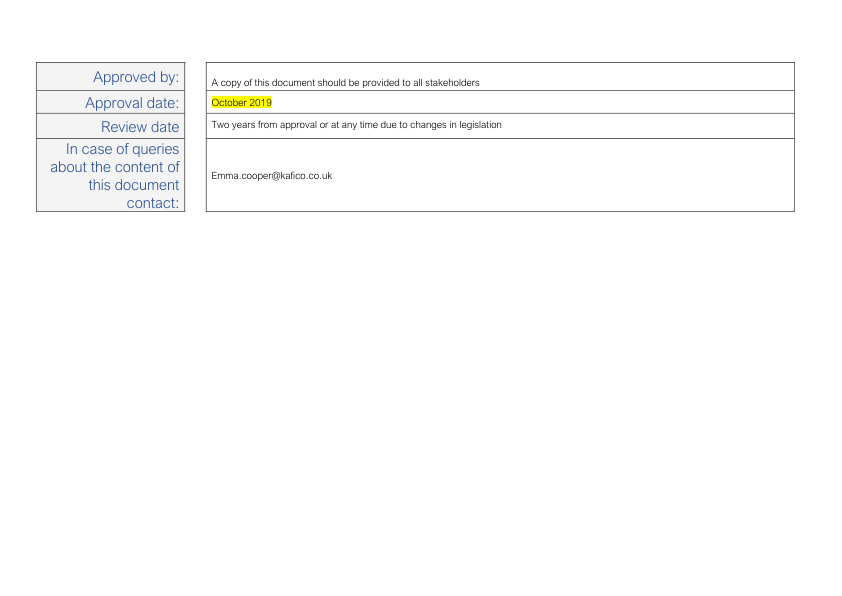 Approved by:
A copy of this document should be provided to all stakeholders
Approval date:
October 2019
Review date
Two years from approval or at any time due to changes in legislation
In case of queries
about the content of
this document
contact:
Emma.cooper@kafico.co.uk